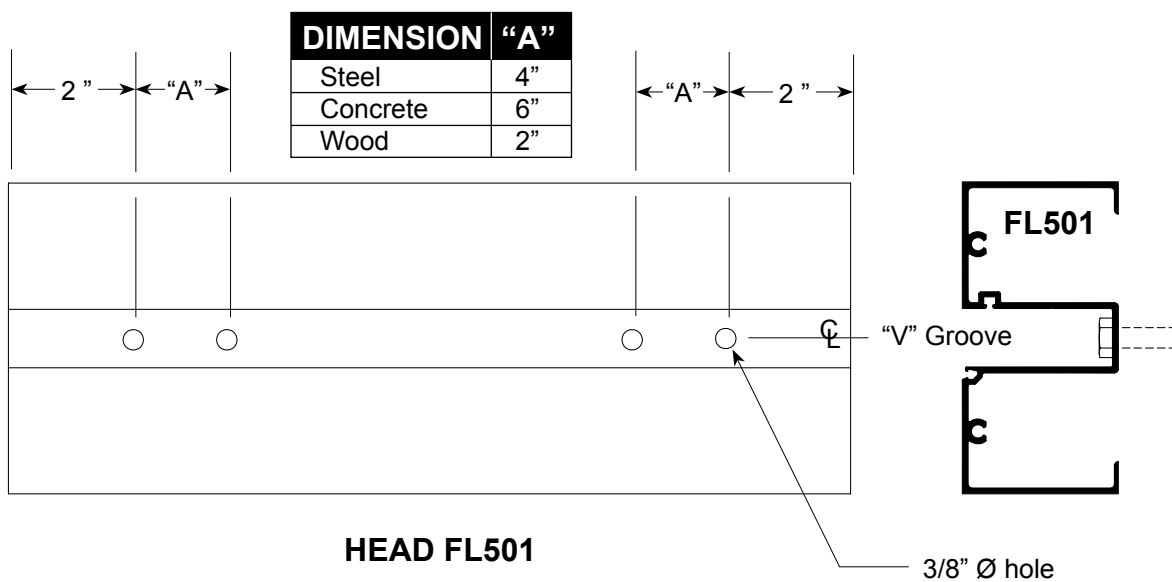 DIMENSION “A”
Steel 4”
Concrete 6”
Wood 2”
2 ” “A” “A” 2 ”
FL501
℄ “V” Groove
HEAD FL501
3/8” Ø hole